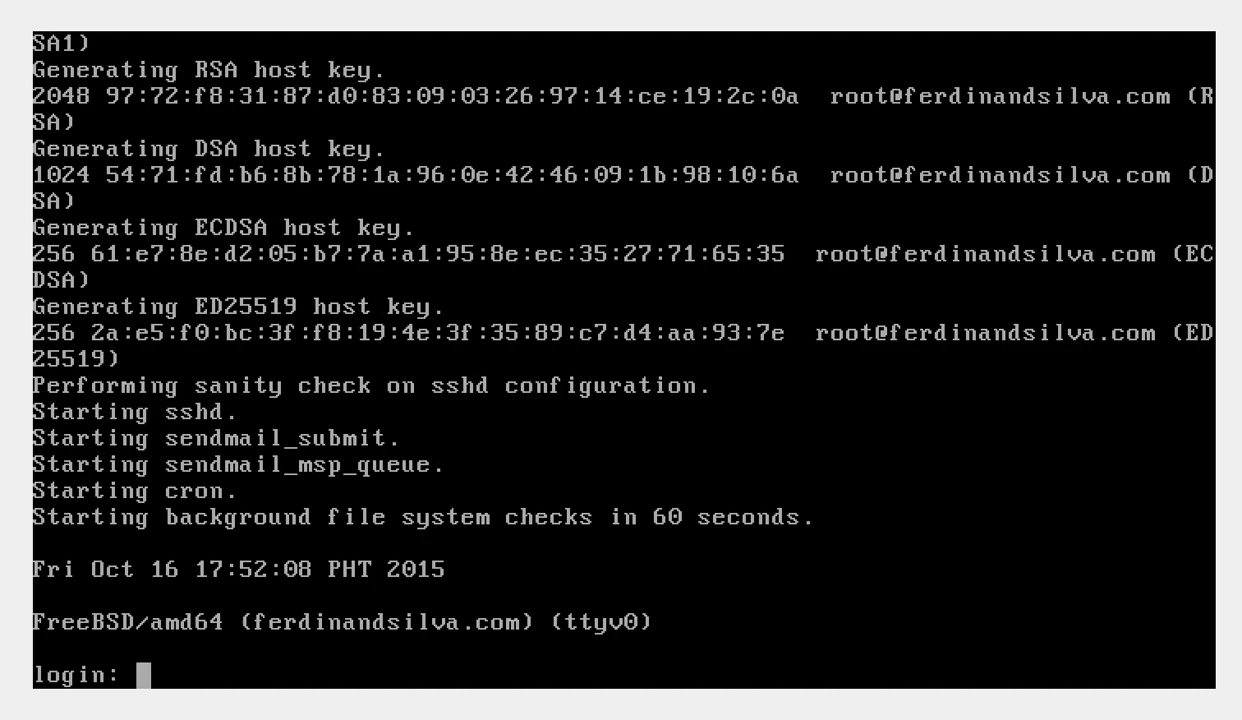 SA1)
Generating RSA host key.
2048 97:72:f8:31:87:d0:83:09:03:26:97:14:ce:19:2c:0a  root@ferdinandsilva.com (R
SA)
Generating DSA host key.
1024 54:71:fd:b6:8b:78:1a:96:0e:42:46:09:1b:98:10:6a  root@ferdinandsilva.com (D
SA)
Generating ECDSA host key.
256 61:e7:8e:d2:05:b7:7a:a1:95:8e:ec:35:27:71:65:35  root@ferdinandsilva.com (EC
DSA)
Generating ED25519 host key.
256 2a:e5:f0:bc:3f:f8:19:4e:3f:35:89:c7:d4:aa:93:7e  root@ferdinandsilva.com (ED
25519)
Performing sanity check on sshd configuration.
Starting sshd.
Starting sendmail_submit.
Starting sendmail_msp_queue.
Starting cron.
Starting background file system checks in 60 seconds.
Fri Oct 16 17:52:08 PHT 2015
FreeBSD/amd64 (ferdinandsilva.com) (ttyv0)
login: